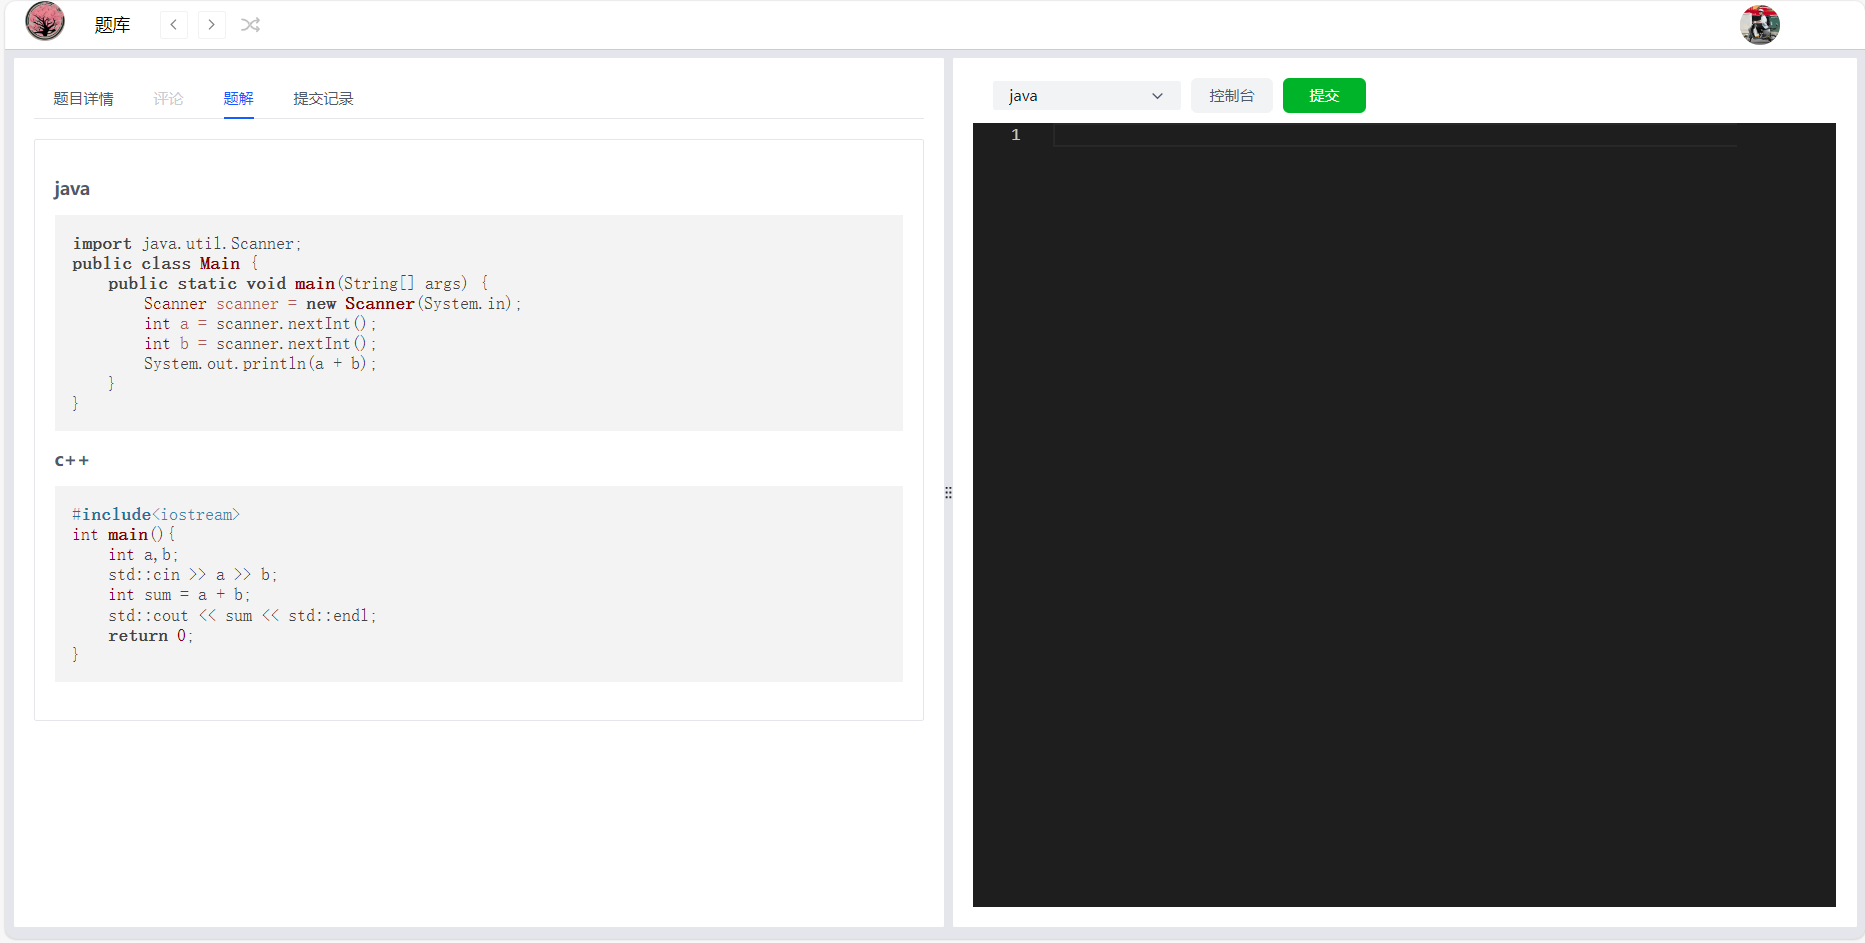 题库
题目详情 评论 题解 提交记录
java
import java.util.Scanner;
public class Main {
    public static void main(String[] args) {
        Scanner scanner = new Scanner(System.in);
        int a = scanner.nextInt();
        int b = scanner.nextInt();
        System.out.println(a + b);
    }
}
c++
#include<iostream>
int main(){
    int a,b;
    std::cin >> a >> b;
    int sum = a + b;
    std::cout << sum << std::endl;
    return 0;
}
java 控制台 提交
1